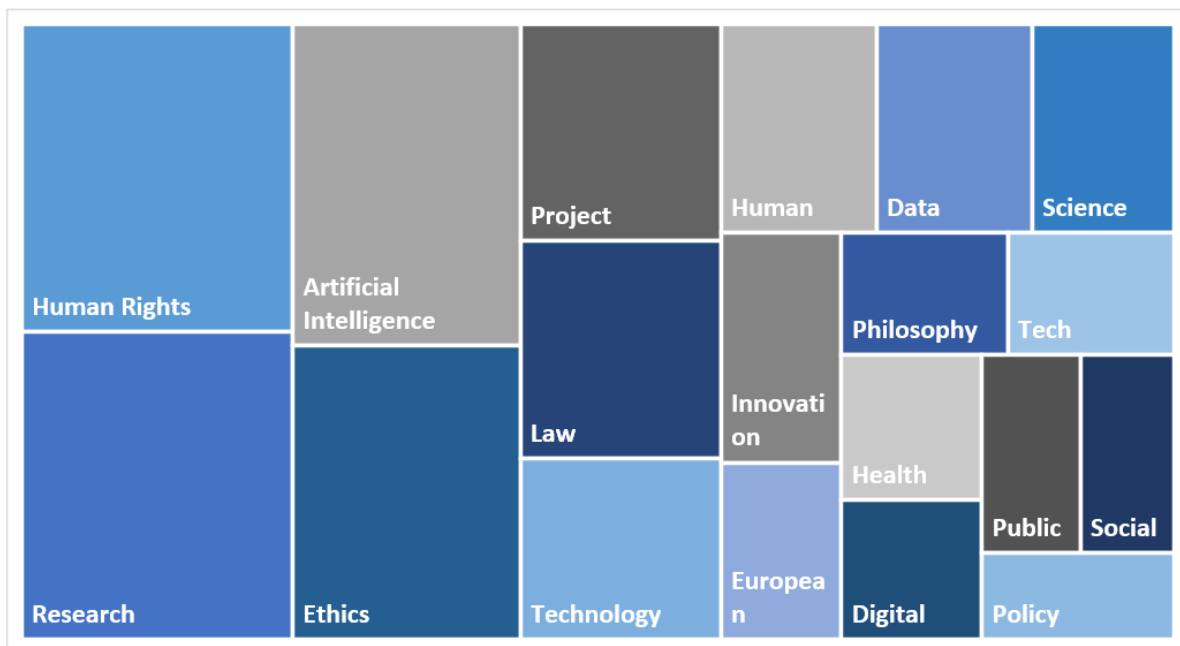 Human Rights
Research
Artificial
Intelligence
Ethics
Project
Law
Technology
Human
Data
Science
Innovati
on
Europea
n
Philosophy
Tech
Health
Digital
Public
Social
Policy